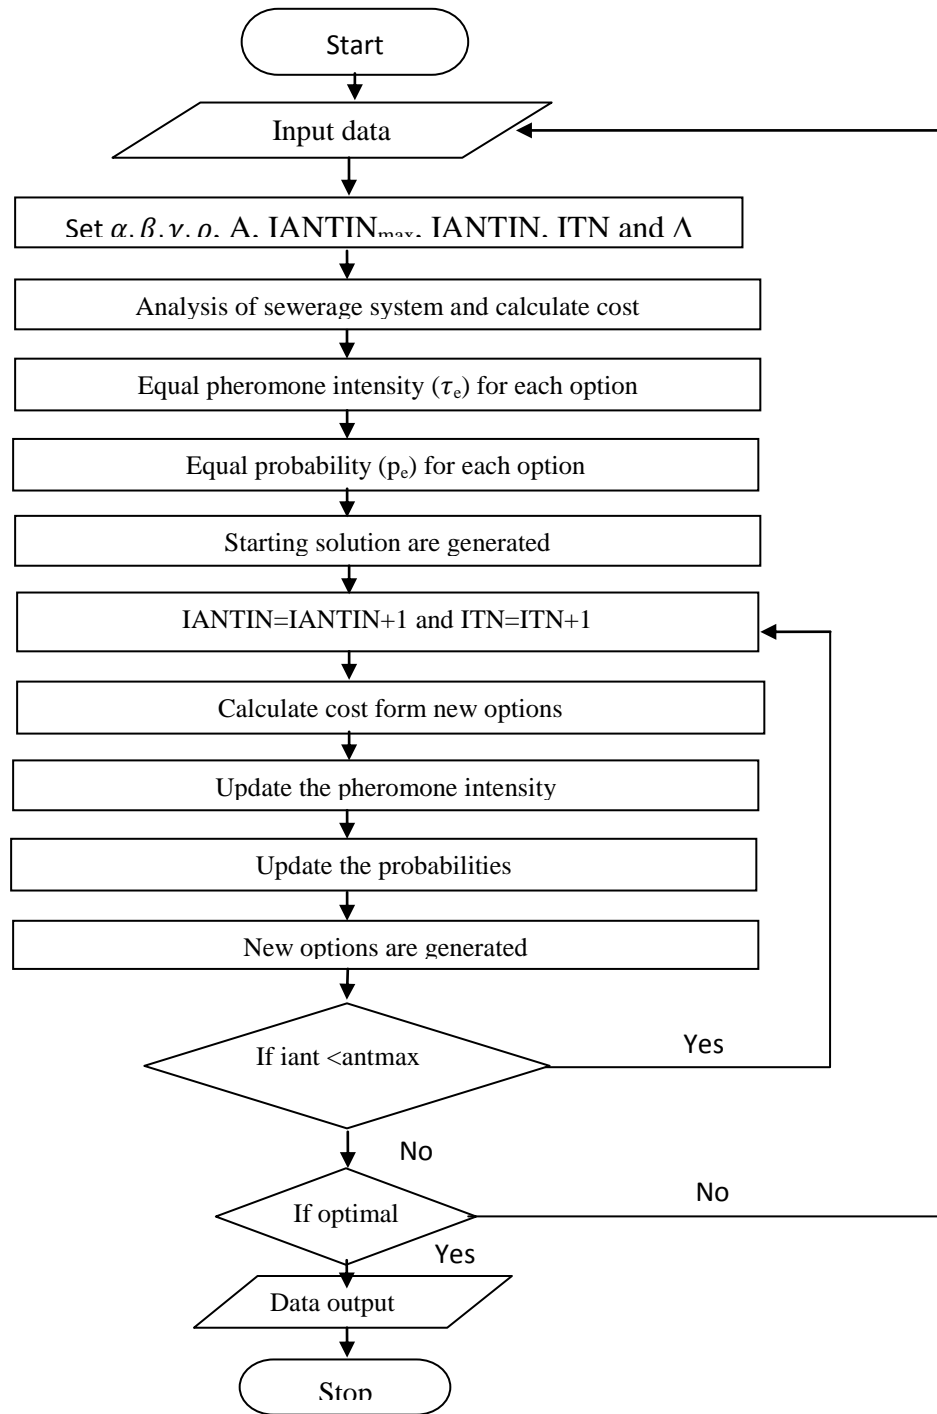 Start
Input data
Set α, β, γ, ρ, A, IANTINmax, IANTIN, ITN and Λ
Analysis of sewerage system and calculate cost
Equal pheromone intensity (τe) for each option
Equal probability (pe) for each option
Starting solution are generated
IANTIN=IANTIN+1 and ITN=ITN+1
Calculate cost form new options
Update the pheromone intensity
Update the probabilities
New options are generated
If iant <antmax
Yes
No
If optimal
No
Yes
Data output
Stop